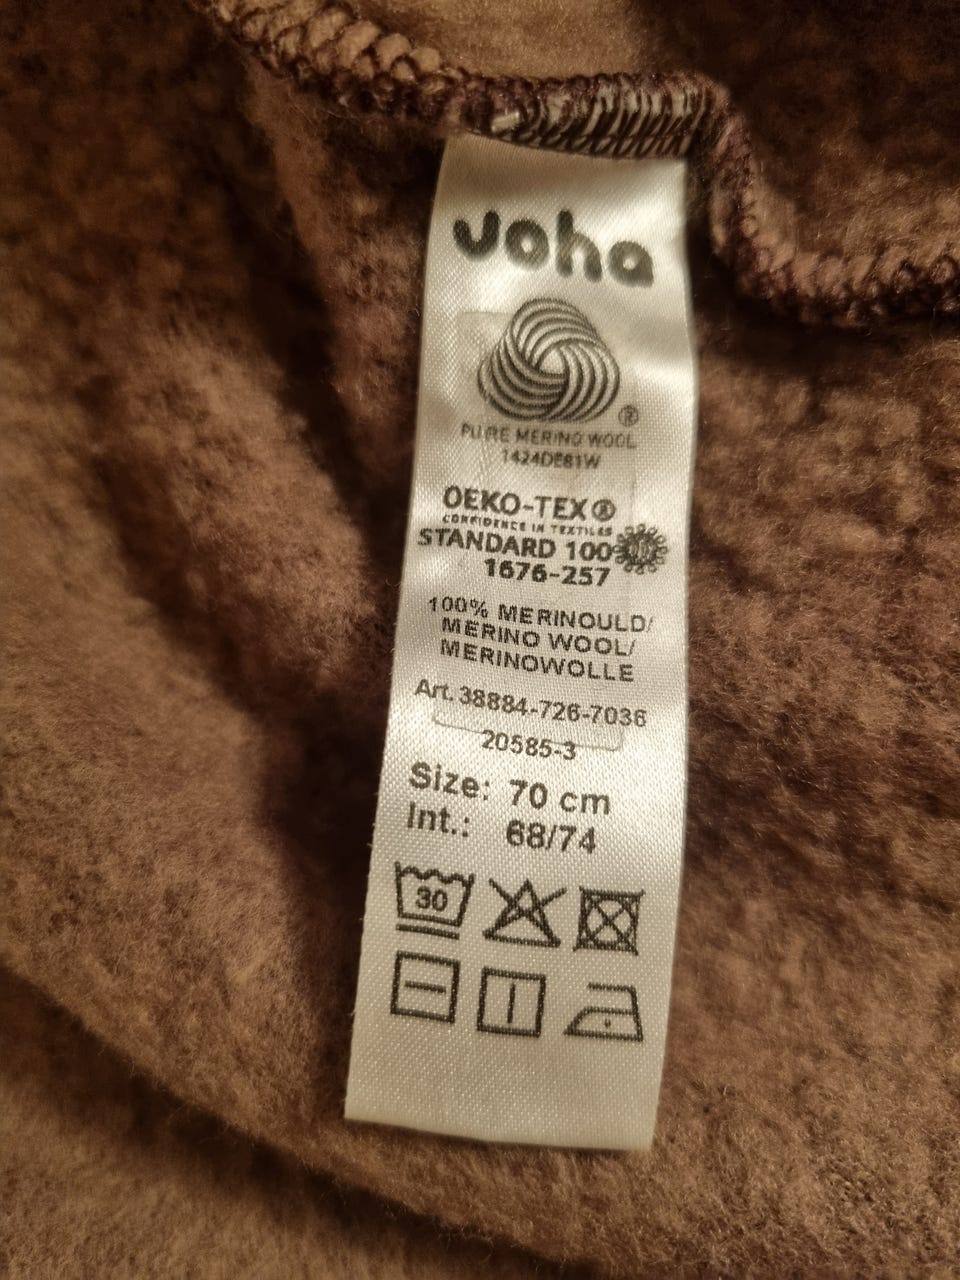 Joha
®
PURE MERINO WOOL
1424DE81W
OEKO-TEX®
CONFIDENCE IN TEXTILES
STANDARD 100
1676-257
100% MERINOULD/
MERINO WOOL/
MERINOWOLLE
Art. 38884-726-7036
20585-3
Size: 70 cm
Int.: 68/74
30